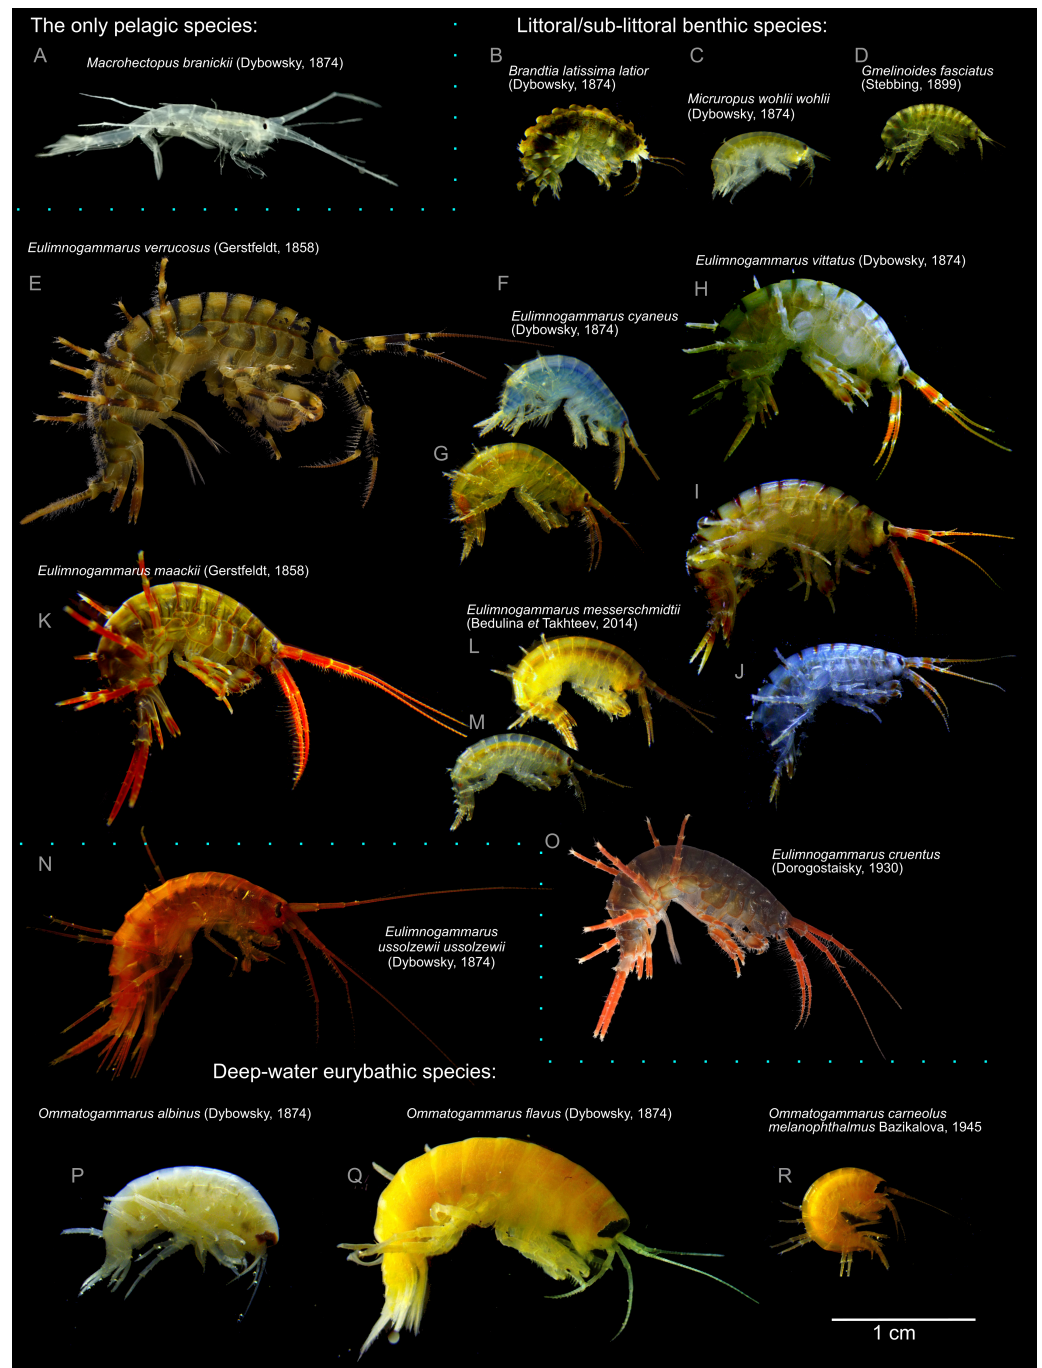 The only pelagic species:
Littoral/sub-littoral benthic species:
A
Macrohectopus branickii (Dybowsky, 1874)
B
Brandtia latissima latior
(Dybowsky, 1874)
C
Micruropus wohlii wohlii
(Dybowsky, 1874)
D
Gmelinoides fasciatus
(Stebbing, 1899)
Eulimnogammarus verrucosus (Gerstfeldt, 1858)
E
F
Eulimnogammarus cyaneus
(Dybowsky, 1874)
G
Eulimnogammarus vittatus (Dybowsky, 1874)
H
I
J
Eulimnogammarus maackii (Gerstfeldt, 1858)
K
Eulimnogammarus messerschmidtii
(Bedulina et Takhteev, 2014)
L
M
N
Eulimnogammarus
ussolzewii ussolzewii
(Dybowsky, 1874)
O
Eulimnogammarus cruentus
(Dorogostaisky, 1930)
Deep-water eurybathic species:
Ommatogammarus albinus (Dybowsky, 1874)
P
Ommatogammarus flavus (Dybowsky, 1874)
Q
Ommatogammarus carneolus
melanophthalmus Bazikalova, 1945
R
1 cm